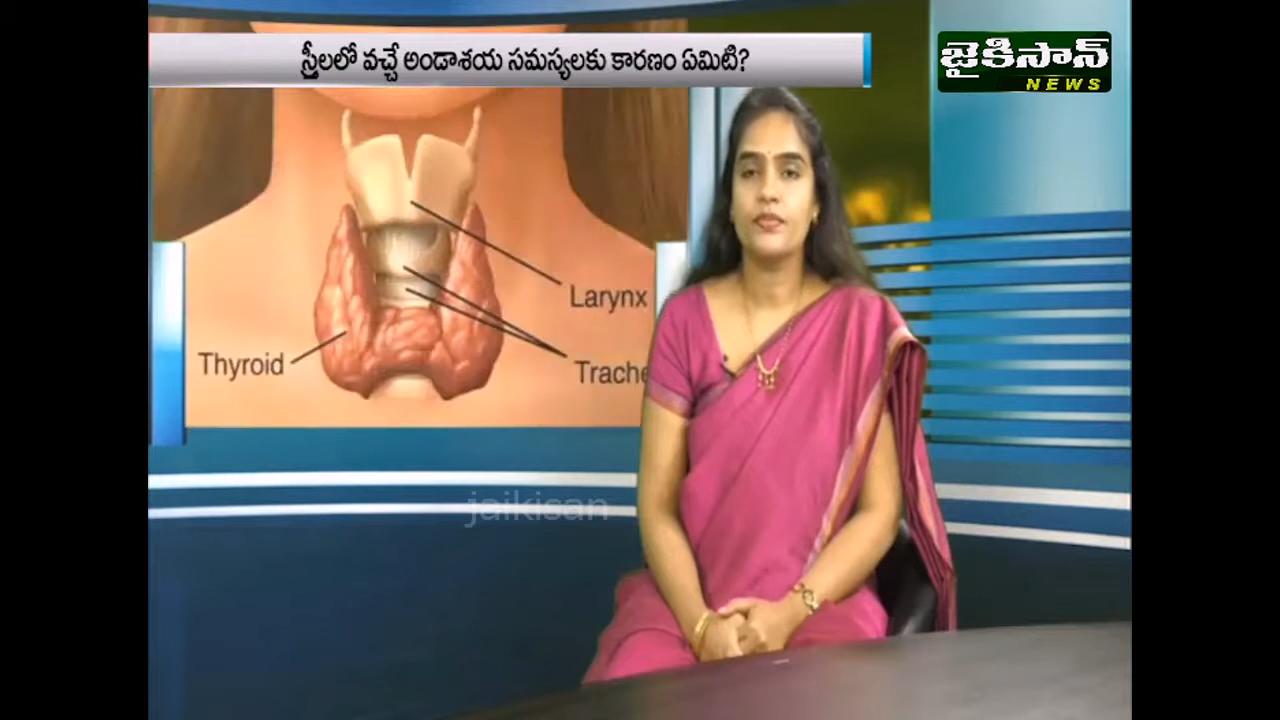 స్త్రీలలో వచ్చే అండాశయ సమస్యలకు కారణం ఏమిటి?
జైకిసాన్
NEWS
Larynx
Thyroid
Trache
jaikisan